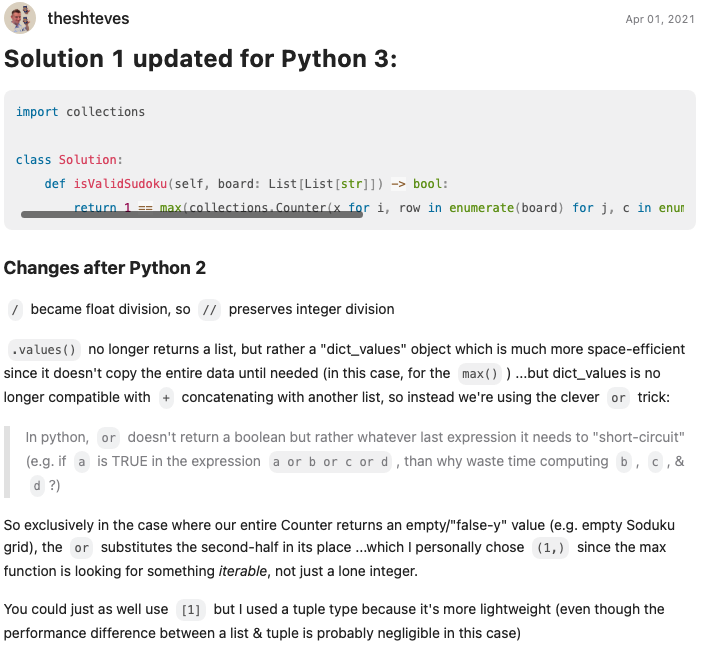 theshteves
Apr 01, 2021
Solution 1 updated for Python 3:
import collections
class Solution:
def isValidSudoku(self, board: List[List[str]]) -> bool:
return 1 == max(collections.Counter(x for i, row in enumerate(board) for j, c in enum
Changes after Python 2
/ became float division, so // preserves integer division
.values() no longer returns a list, but rather a "dict_values" object which is much more space-efficient
since it doesn't copy the entire data until needed (in this case, for the max() ) ...but dict_values is no
longer compatible with + concatenating with another list, so instead we're using the clever or trick:
In python, or doesn't return a boolean but rather whatever last expression it needs to "short-circuit"
(e.g. if a is TRUE in the expression a or b or c or d , than why waste time computing b , c , &
d ?)
So exclusively in the case where our entire Counter returns an empty/"false-y" value (e.g. empty Soduku
grid), the or substitutes the second-half in its place ...which I personally chose (1,) since the max
function is looking for something iterable, not just a lone integer.
You could just as well use [1] but I used a tuple type because it's more lightweight (even though the
performance difference between a list & tuple is probably negligible in this case)